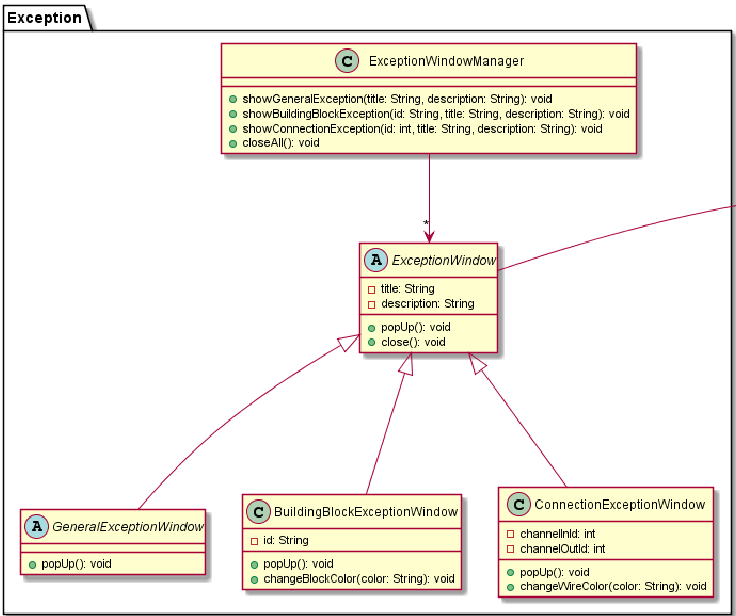 Exception
C ExceptionWindowManager
showGeneralException(title: String, description: String): void
showBuildingBlockException(id: String, title: String, description: String): void
showConnectionException(id: int, title: String, description: String): void
closeAll(): void
*
A ExceptionWindow
title: String
description: String
popUp(): void
close(): void
A GeneralExceptionWindow
popUp(): void
C BuildingBlockExceptionWindow
id: String
popUp(): void
changeBlockColor(color: String): void
C ConnectionExceptionWindow
channelInId: int
channelOutId: int
popUp(): void
changeWireColor(color: String): void